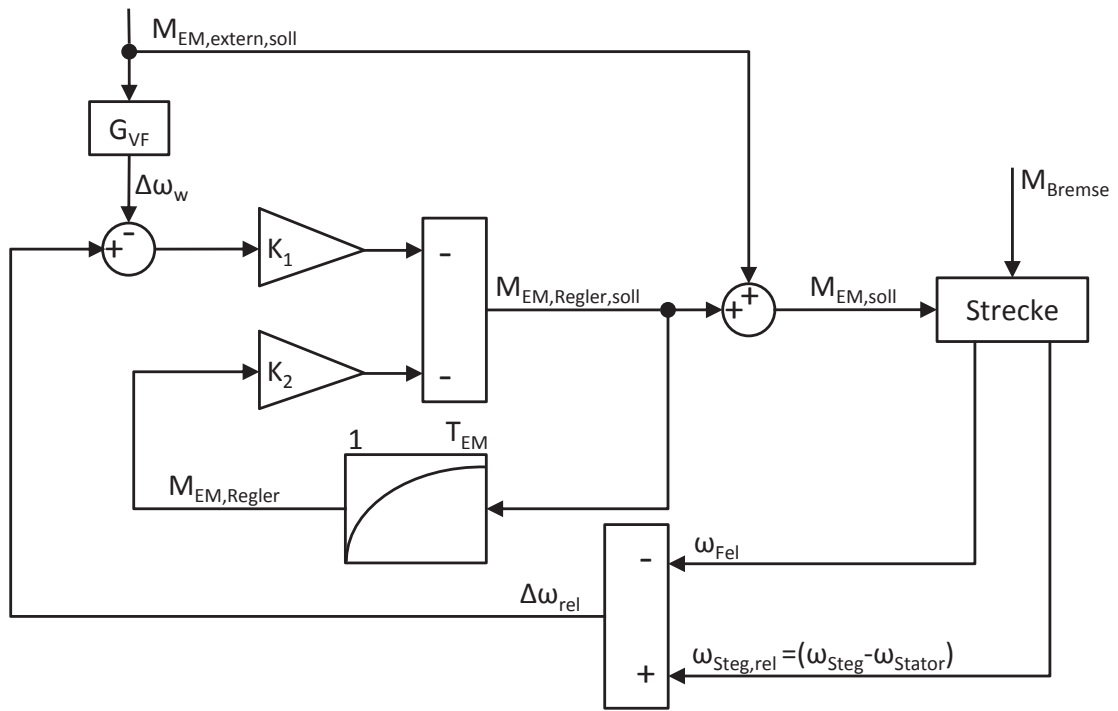 M_EM,extern,soll
G_VF
Δω_w
M_Bremse
+
-
K_1
-
M_EM,Regler,soll
+
+
M_EM,soll
Strecke
K_2
-
1
T_EM
M_EM,Regler
-
ω_Fel
Δω_rel
+
ω_Steg,rel =(ω_Steg-ω_Stator)